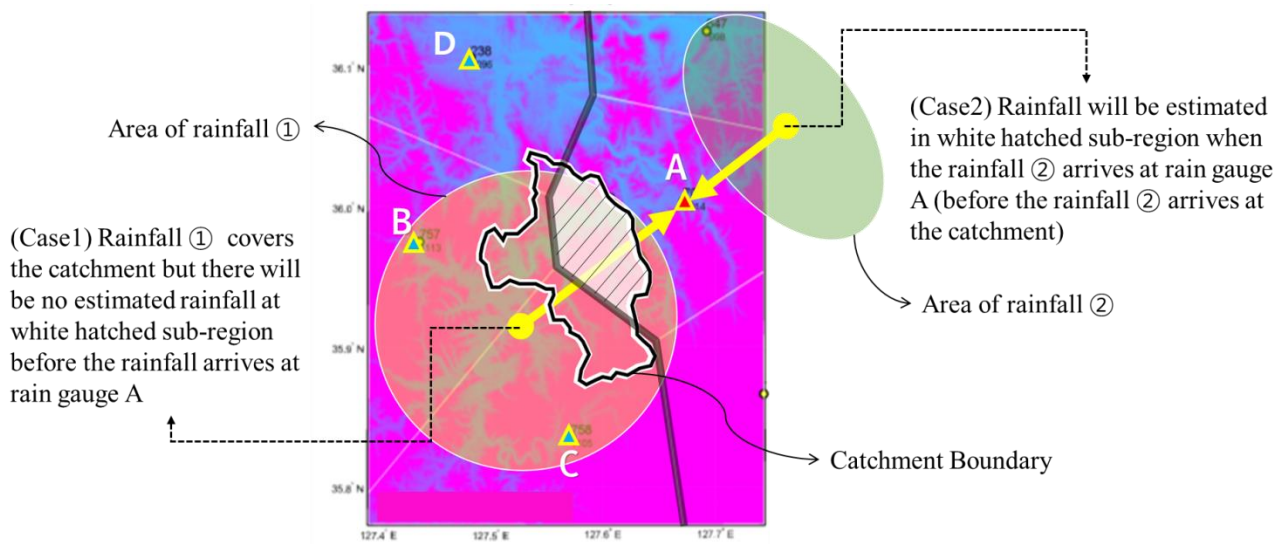 Area of rainfall ①
(Case1) Rainfall ① covers
the catchment but there will
be no estimated rainfall at
white hatched sub-region
before the rainfall arrives at
rain gauge A
D
238
A
B
757
C
36.1° N
36.0° N
35.9° N
35.8° N
127.4° E
127.5° E
127.6° E
127.7° E
(Case2) Rainfall will be estimated
in white hatched sub-region when
the rainfall ② arrives at rain gauge
A (before the rainfall ② arrives at
the catchment)
Area of rainfall ②
Catchment Boundary